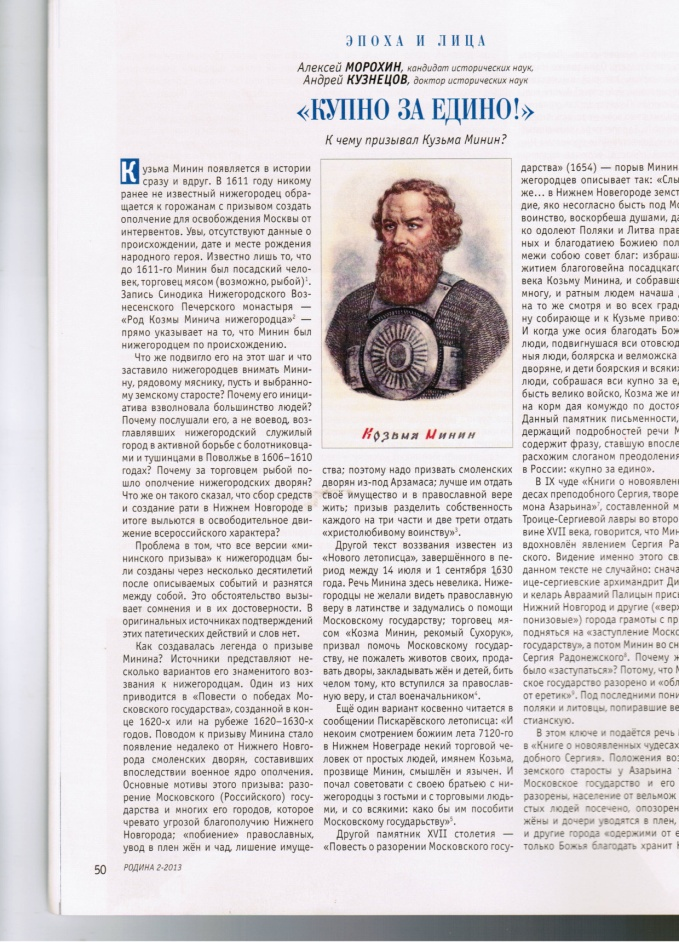 ЭПОХА И ЛИЦА
Алексей МОРОХИН, кандидат исторических наук,
Андрей КУЗНЕЦОВ, доктор исторических наук
«КУПНО ЗА ЕДИНО!»
К чему призывал Кузьма Минин?
Кузьма Минин появляется в истории
сразу и вдруг. В 1611 году никому
ранее не известный нижегородец обра-
щается к горожанам с призывом создать
ополчение для освобождения Москвы от
интервентов. Увы, отсутствуют данные о
происхождении, дате и месте рождения
народного героя. Известно лишь то, что
до 1611-го Минин был посадский чело-
век, торговец мясом (возможно, рыбой)¹.
Запись Синодика Нижегородского Воз-
несенского Печерского монастыря —
«Род Козмы Минича нижегородца»² —
прямо указывает на то, что Минин был
нижегородцем по происхождению.
Что же подвигло его на этот шаг и что
заставило нижегородцев внимать Мини-
ну, рядовому мяснику, пусть и выбранно-
му земскому старосте? Почему его иници-
атива взволновала большинство людей?
Почему послушали его, а не воевод, воз-
главлявших нижегородский служилый
город в активной борьбе с болотниковца-
ми и тушинцами в Поволжье в 1606–1610
годах? Почему за торговцем рыбой по-
шло ополчение нижегородских дворян?
Что же он такого сказал, что сбор средств
и создание рати в Нижнем Новгороде в
итоге выльются в освободительное дви-
жение всероссийского характера?
Проблема в том, что все версии «ми-
нинского призыва» к нижегородцам бы-
ли созданы через несколько десятилетий
после описываемых событий и разнятся
между собой. Это обстоятельство вызы-
вает сомнения и в их достоверности. В
оригинальных источниках подтверждений
этих патетических действий и слов нет.
Как создавалась легенда о призыве
Минина? Источники представляют не-
сколько вариантов его знаменитого воз-
звания к нижегородцам. Один из них
приводится в «Повести о победах Мос-
ковского государства», созданной в кон-
це 1620-х или на рубеже 1620–1630-х
годов. Поводом к призыву Минина стало
появление недалеко от Нижнего Новго-
рода смоленских дворян, составивших
впоследствии военное ядро ополчения.
Основные мотивы этого призыва: разо-
рение Московского (Российского) госу-
дарства и многих его городов, которое
чревато угрозой благополучию Нижнего
Новгорода; «побиение» православных,
увод в плен жён и чад, лишение имуще-
Козьма Минин
ства; поэтому надо призвать смоленских
дворян из-под Арзамаса; лучше им отдать
свое имущество и в православной вере
жить; призыв разделить собственность
каждого на три части и две трети отдать
«христолюбивому воинству»³.
Другой текст воззвания известен из
«Нового летописца», завершённого в пе-
риод между 14 июля и 1 сентября 1630
года. Речь Минина здесь невелика. Ниже-
городцы не желали видеть православную
веру в латинстве и задумались о помощи
Московскому государству; торговец мя-
сом «Козма Минин, рекомый Сухорук»,
призвал помочь Московскому государ-
ству, не пожалеть животов своих, прода-
вать дворы, закладывать жён и детей, бить
челом тому, кто вступился за православ-
ную веру, и стал военачальником⁴.
Ещё один вариант косвенно читается в
сообщении Пискарёвского летописца: «И
некоим смотрением божиим лета 7120-го
в Нижнем Новеграде некий торговой че-
ловек от простых людей, имянем Козьма,
прозвище Минин, смышлён и язычен. И
почал советовати с своею братьею с ни-
жегородцы з гостьми и с торговыми людь-
ми, и со всякими: како бы им пособити
Московскому государьству»⁵.
Другой памятник XVII столетия —
«Повесть о разорении Московского госу-
дарства» (1654) — порыв Минин
жегородцев описывает так: «Слы
же… в Нижнем Новгороде земст
дие, яко несогласно бысть под Мо
воинство, воскорбеша душами, да
ко одолеют Поляки и Литва прав
ных и благодатиею Божиею пол
межи собою совет благ: избраша
житием благоговейна посадцкаго
века Козьму Минина, и собравше
многу, и ратным людем начаша д
на то же смотря и во всех граде
ну собирающе и к Кузьме привоз
И когда уже осия благодать Божи
люди, подвигнушася вси отовсюд
ныя люди, болярска и велможска
дворяне, и дети боярския и всяких
люди, собрашася вси купно за ед
бысть велико войско, Козма же им
на корм дая комуждо по достоя
Данный памятник письменности,
держащий подробностей речи М
содержит фразу, ставшую впосле
расхожим слоганом преодоления
в России: «купно за едино».
В IX чуде «Книги о новоявлен
десах преподобного Сергия, творе
мона Азарьина»⁷, составленной м
Троице-Сергиевой лавры во второ
вине XVII века, говорится, что Минин
вдохновлён явлением Сергия Рад
ского. Видение именно этого свя
данном тексте не случайно: снача
ице-сергиевские архимандрит Ди
и келарь Авраамий Палицын присы
Нижний Новгород и другие («верх
понизовые») города грамоты с пр
подняться на «заступление Моско
государству», а потом Минин во сн
Сергия Радонежского⁸. Почему ж
было «заступаться»? Потому, что М
ское государство разорено и «обл
от еретик»⁹. Под последними пони
поляки и литовцы, попиравшие ве
стианскую.
В этом ключе и подаётся речь М
в «Книге о новоявленных чудесах
добного Сергия». Положения воз
земского старосты у Азарьина т
Московское государство и его
разорены, население от вельмож
стых людей посечено, опозорен
жёны и дочери уводятся в плен,
и другие города «одержими от е
только Божья благодать хранит Н
50
РОДИНА 2-2013